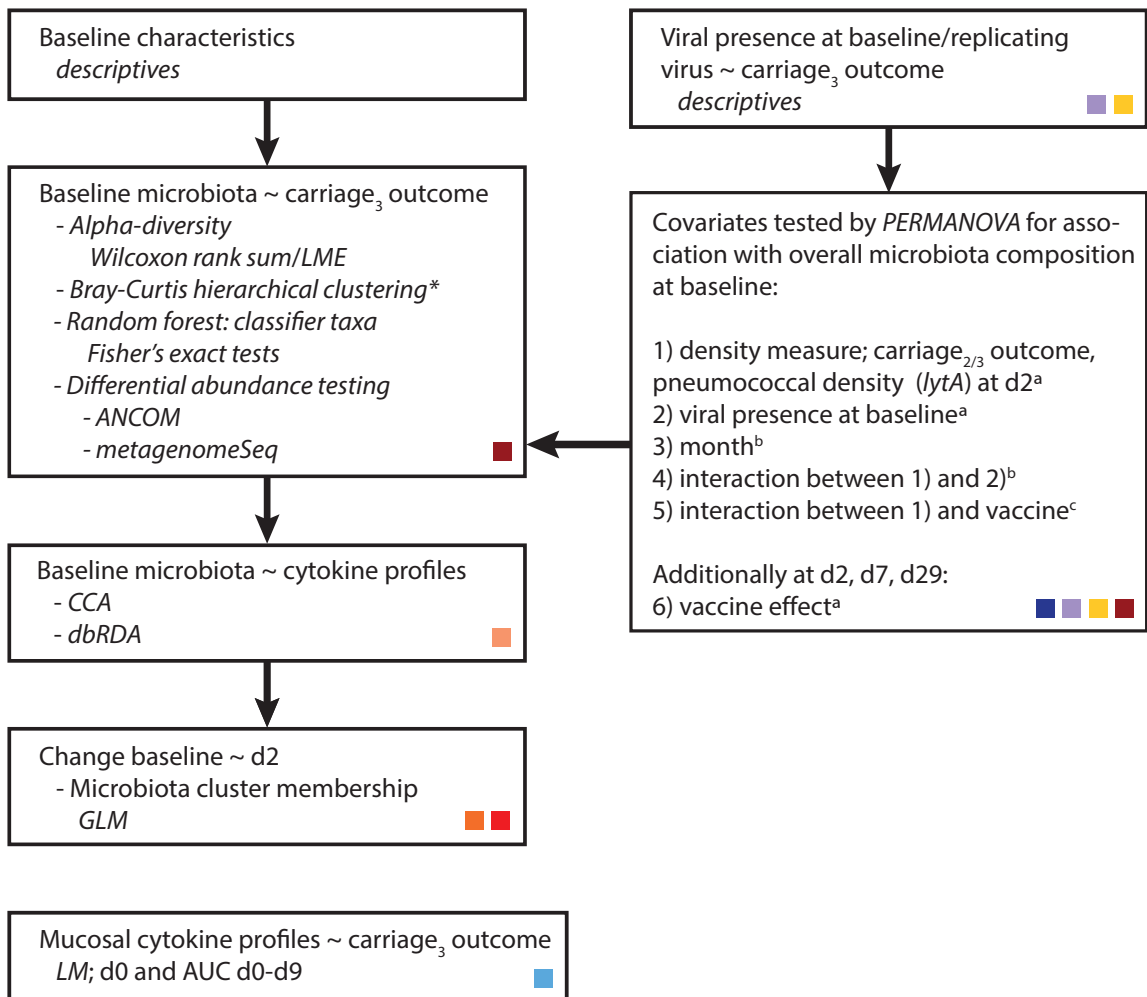 Baseline characteristics
descriptives
Baseline microbiota ~ carriage₃ outcome
- Alpha-diversity
Wilcoxon rank sum/LME
- Bray-Curtis hierarchical clustering*
- Random forest: classifier taxa
Fisher's exact tests
- Differential abundance testing
- ANCOM
- metagenomeSeq
Baseline microbiota ~ cytokine profiles
- CCA
- dbRDA
Change baseline ~ d2
- Microbiota cluster membership
GLM
Mucosal cytokine profiles ~ carriage₃ outcome
LM; d0 and AUC d0-d9
Viral presence at baseline/replicating
virus ~ carriage₃ outcome
descriptives
Covariates tested by PERMANOVA for asso-
ciation with overall microbiota composition
at baseline:
1) density measure; carriage₂/₃ outcome,
pneumococcal density (lytA) at d2ᵃ
2) viral presence at baselineᵃ
3) monthᵇ
4) interaction between 1) and 2)ᵇ
5) interaction between 1) and vaccineᶜ
Additionally at d2, d7, d29:
6) vaccine effectᵃ